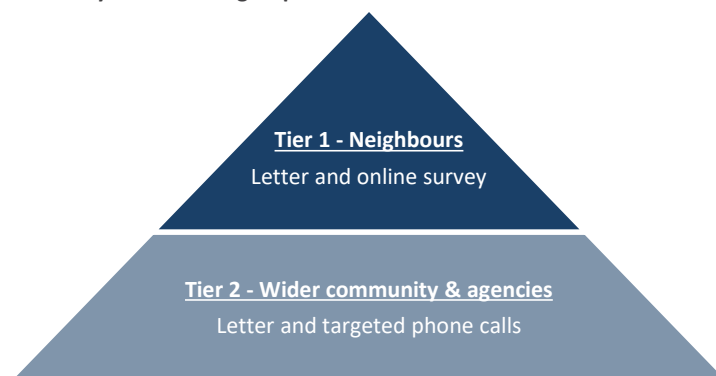 Tier 1 - Neighbours
Letter and online survey
Tier 2 - Wider community & agencies
Letter and targeted phone calls